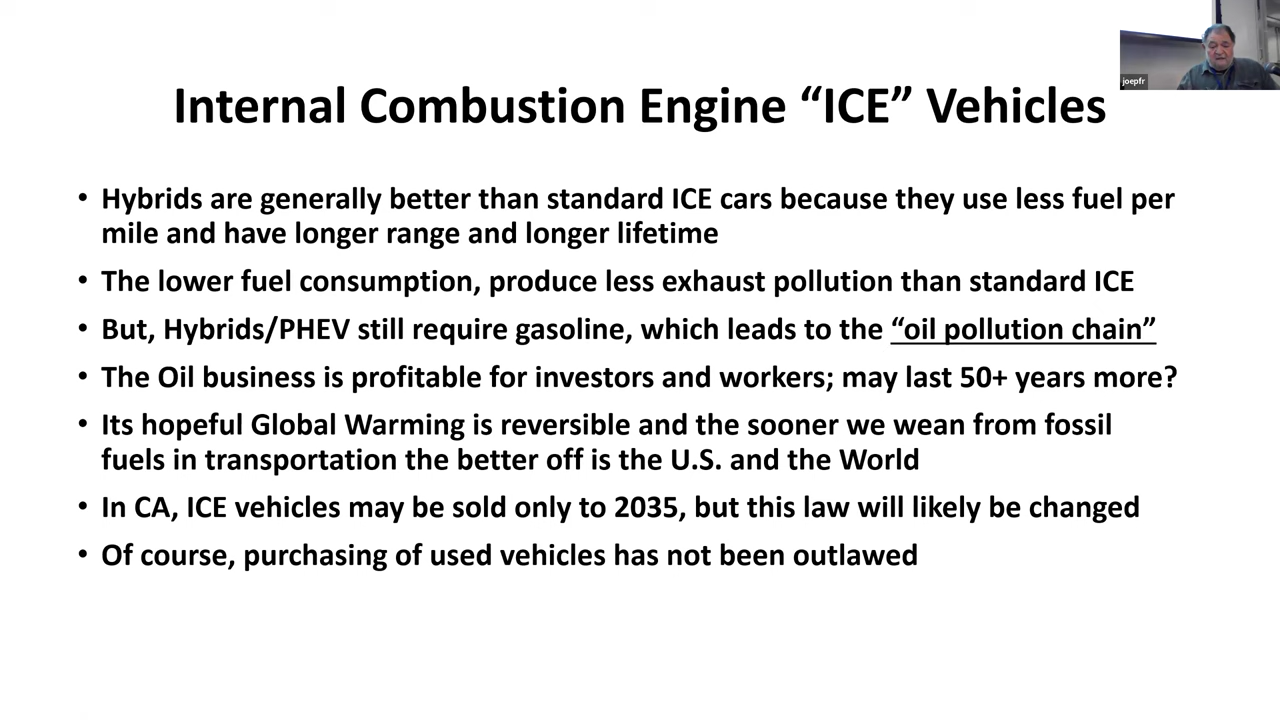 joepfr
Internal Combustion Engine “ICE” Vehicles
• Hybrids are generally better than standard ICE cars because they use less fuel per
mile and have longer range and longer lifetime
• The lower fuel consumption, produce less exhaust pollution than standard ICE
• But, Hybrids/PHEV still require gasoline, which leads to the “oil pollution chain”
• The Oil business is profitable for investors and workers; may last 50+ years more?
• Its hopeful Global Warming is reversible and the sooner we wean from fossil
fuels in transportation the better off is the U.S. and the World
• In CA, ICE vehicles may be sold only to 2035, but this law will likely be changed
• Of course, purchasing of used vehicles has not been outlawed